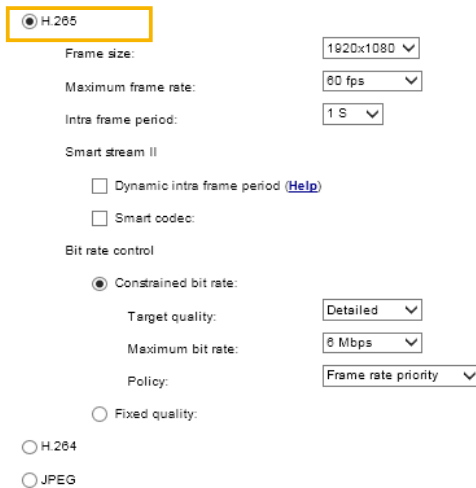 H.265
Frame size: 1920x1080
Maximum frame rate: 60 fps
Intra frame period: 1 S
Smart stream II
Dynamic intra frame period (Help)
Smart codec:
Bit rate control
Constrained bit rate:
Target quality: Detailed
Maximum bit rate: 6 Mbps
Policy: Frame rate priority
Fixed quality:
H.264
JPEG